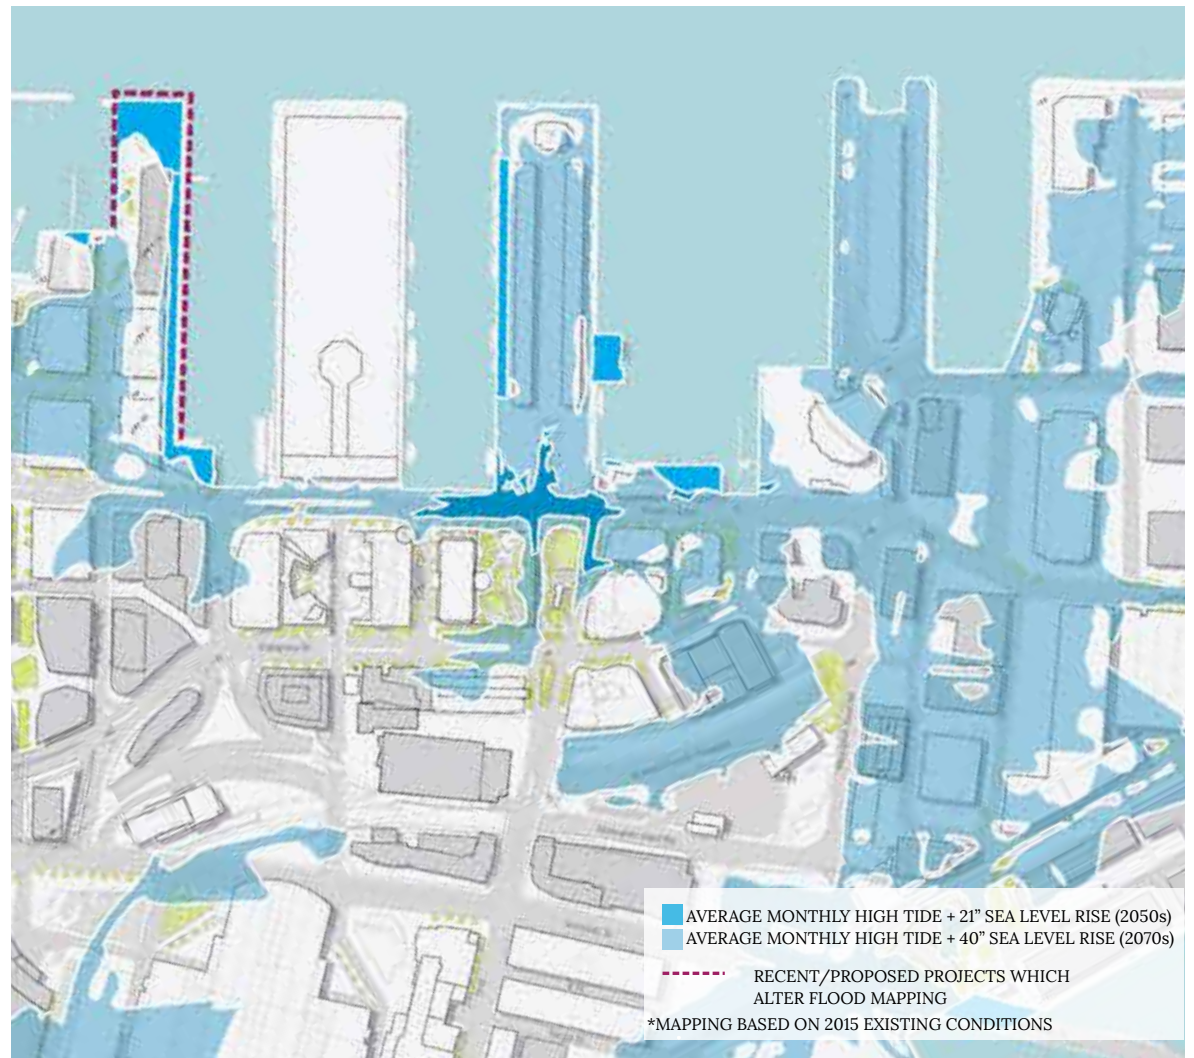 AVERAGE MONTHLY HIGH TIDE + 21” SEA LEVEL RISE (2050s)
AVERAGE MONTHLY HIGH TIDE + 40” SEA LEVEL RISE (2070s)
RECENT/PROPOSED PROJECTS WHICH
ALTER FLOOD MAPPING
*MAPPING BASED ON 2015 EXISTING CONDITIONS